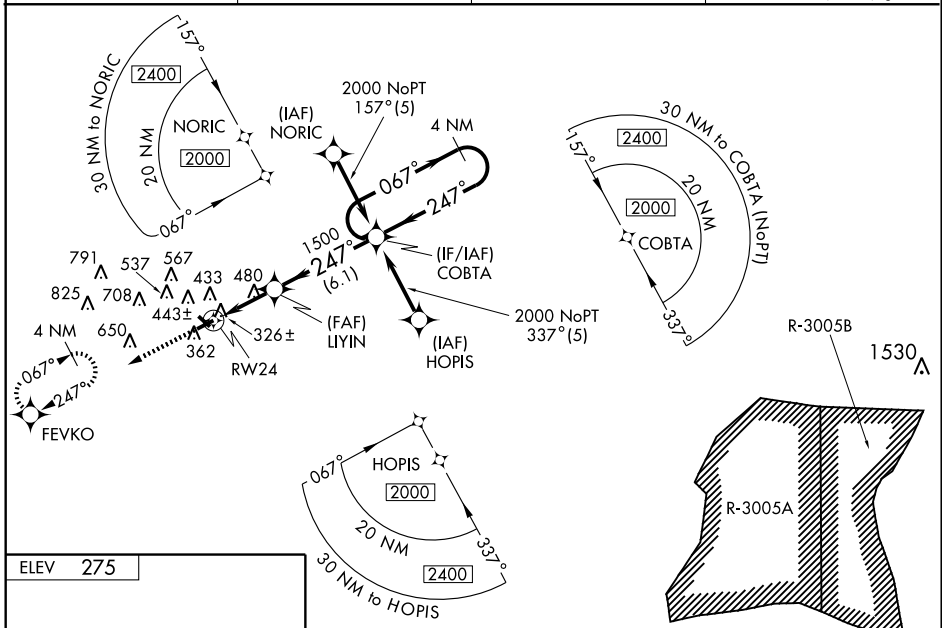 157°
2400
30 NM to NORIC
NORIC
20 NM
2000
067°
(IAF)
NORIC
2000 NoPT
157° (5)
4 NM
067°
247°
1500
247°
(6.1)
(IF/IAF)
COBTA
30 NM to COBTA (NoPT)
157°
2400
20 NM
2000
COBTA
337°
791
537
567
825
708
433
480
443±
650
362
326±
RW24
(FAF)
LIYIN
2000 NoPT
337° (5)
(IAF)
HOPIS
4 NM
067°
247°
FEVKO
R-3005B
1530
067°
HOPIS
2000
20 NM
337°
2400
30 NM to HOPIS
R-3005A
ELEV 275